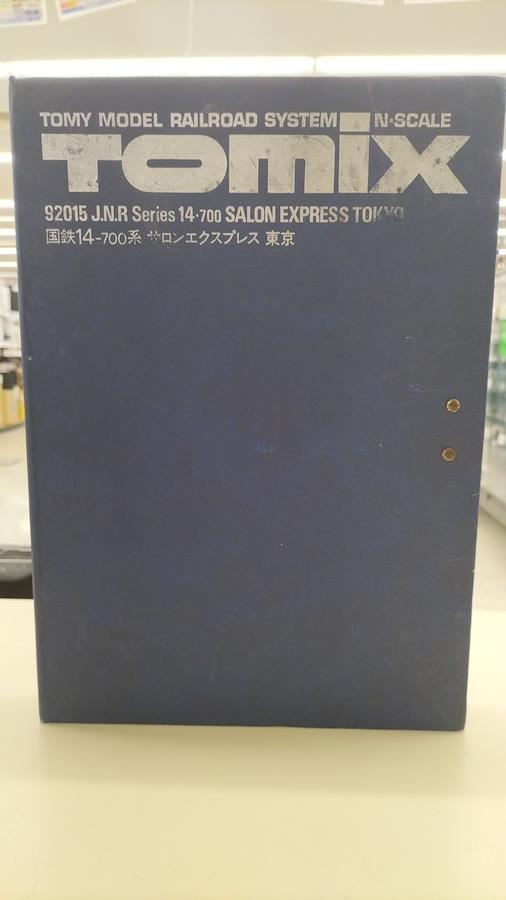 TOMY MODEL RAILROAD SYSTEM N-SCALE
TOMIX
92015 J.N.R Series 14-700 SALON EXPRESS TOKYO
国鉄14-700系 サロンエクスプレス 東京